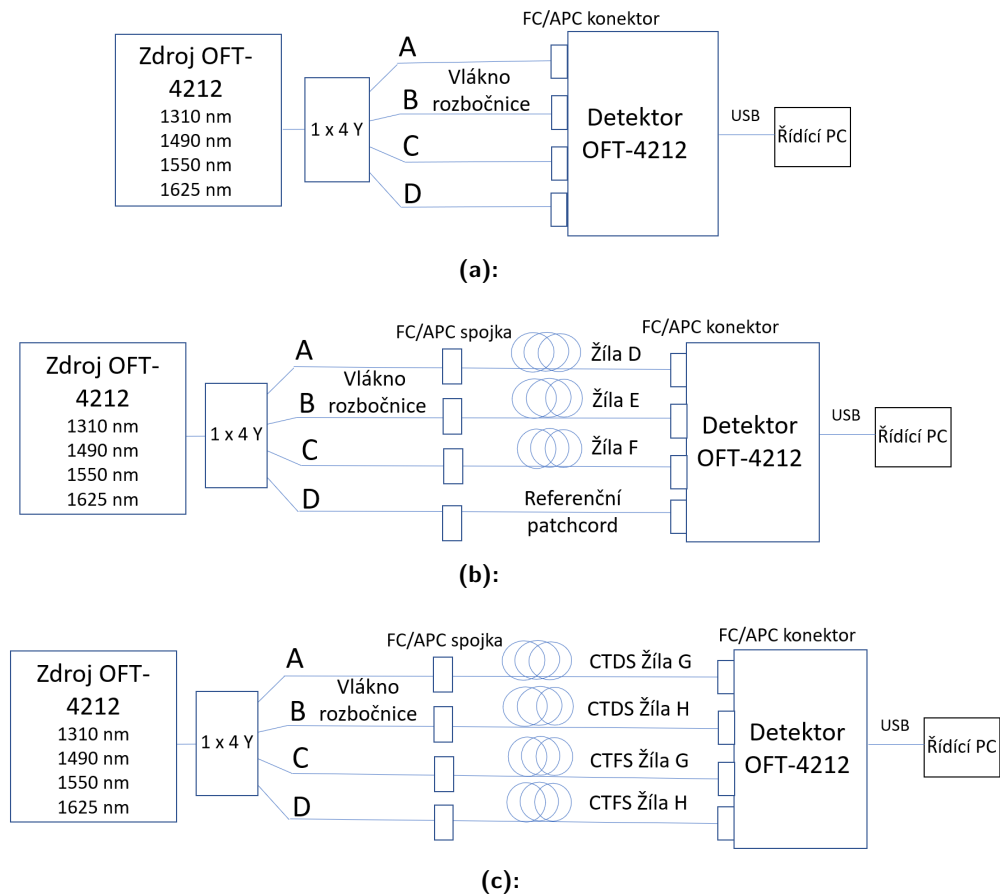 FC/APC konektor
Zdroj OFT-
4212
1310 nm
1490 nm
1550 nm
1625 nm
1 x 4 Y
A
Vlákno
rozbočnice
B
C
D
Detektor
OFT-4212
USB
Řídící PC
(a):
FC/APC spojka
FC/APC konektor
Zdroj OFT-
4212
1310 nm
1490 nm
1550 nm
1625 nm
1 x 4 Y
A
Vlákno
rozbočnice
B
C
D
Žíla D
Žíla E
Žíla F
Referenční
patchcord
Detektor
OFT-4212
USB
Řídící PC
(b):
FC/APC spojka
FC/APC konektor
Zdroj OFT-
4212
1310 nm
1490 nm
1550 nm
1625 nm
1 x 4 Y
A
Vlákno
rozbočnice
B
C
D
CTDS Žíla G
CTDS Žíla H
CTFS Žíla G
CTFS Žíla H
Detektor
OFT-4212
USB
Řídící PC
(c):